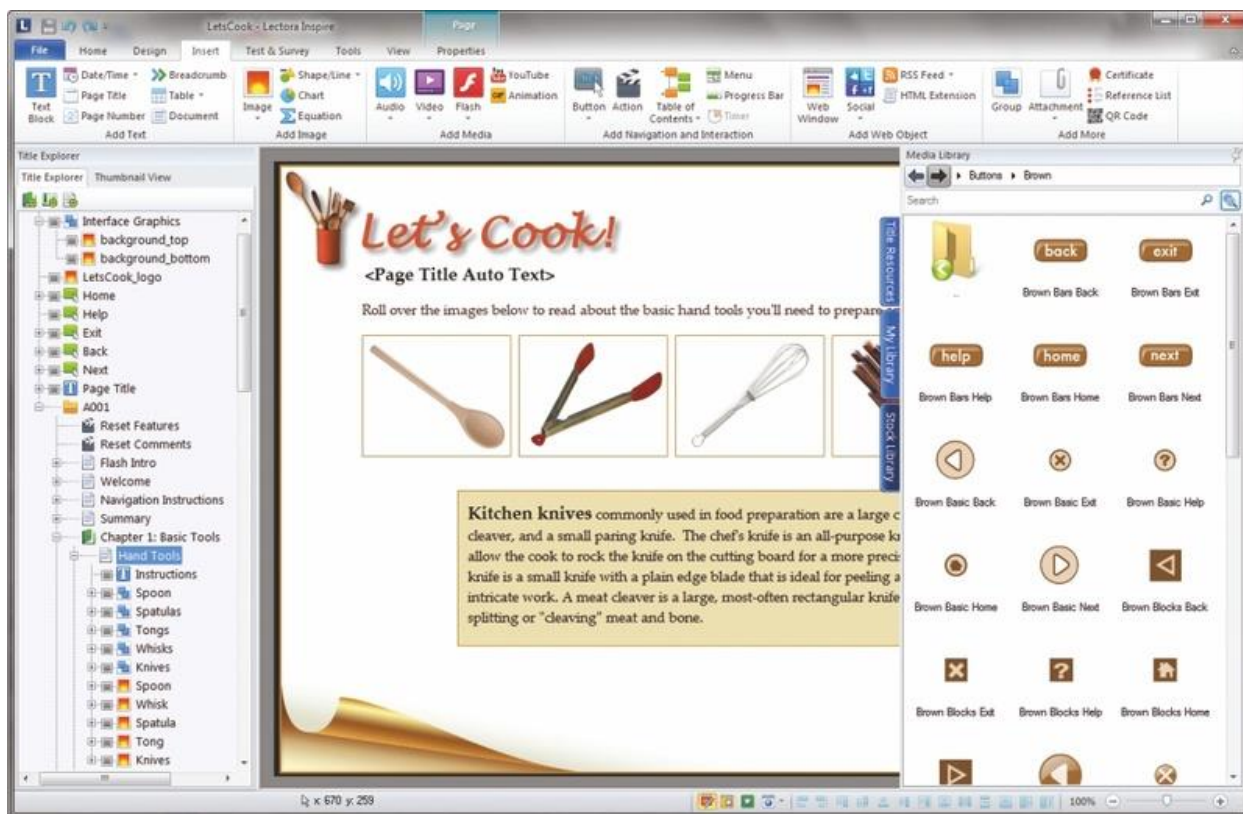 LetsCook - Lectora Inspire
Page
File Home Design Insert Test & Survey Tools View Properties
Text Block
Date/Time
Page Title
Page Number
Breadcrumb
Table
Document
Add Text
Image
Shape/Line
Chart
Equation
Add Image
Audio
Video
Flash
YouTube
GIF Animation
Add Media
Button
Action
Table of Contents
Menu
Progress Bar
Timer
Add Navigation and Interaction
Web Window
Social
RSS Feed
HTML Extension
Add Web Object
Group
Attachment
Certificate
Reference List
QR Code
Add More
Title Explorer
Title Explorer Thumbnail View
Interface Graphics
background_top
background_bottom
LetsCook_logo
Home
Help
Exit
Back
Next
Page Title
A001
Reset Features
Reset Comments
Flash Intro
Welcome
Navigation Instructions
Summary
Chapter 1: Basic Tools
Hand Tools
Instructions
Spoon
Spatulas
Tongs
Whisks
Knives
Spoon
Whisk
Spatula
Tong
Knives
Let's Cook!
<Page Title Auto Text>
Roll over the images below to read about the basic hand tools you'll need to prepare
Kitchen knives commonly used in food preparation are a large c
cleaver, and a small paring knife. The chef's knife is an all-purpose k
allow the cook to rock the knife on the cutting board for a more preci
knife is a small knife with a plain edge blade that is ideal for peeling a
intricate work. A meat cleaver is a large, most-often rectangular knife
splitting or "cleaving" meat and bone.
Title Resources
My Library
Stock Library
Media Library
Buttons Brown
Search
..
back
Brown Bars Back
exit
Brown Bars Exit
help
Brown Bars Help
home
Brown Bars Home
next
Brown Bars Next
Brown Basic Back
Brown Basic Exit
?
Brown Basic Help
Brown Basic Home
Brown Basic Next
Brown Blocks Back
Brown Blocks Exit
?
Brown Blocks Help
Brown Blocks Home
x: 670 y: 259
100%